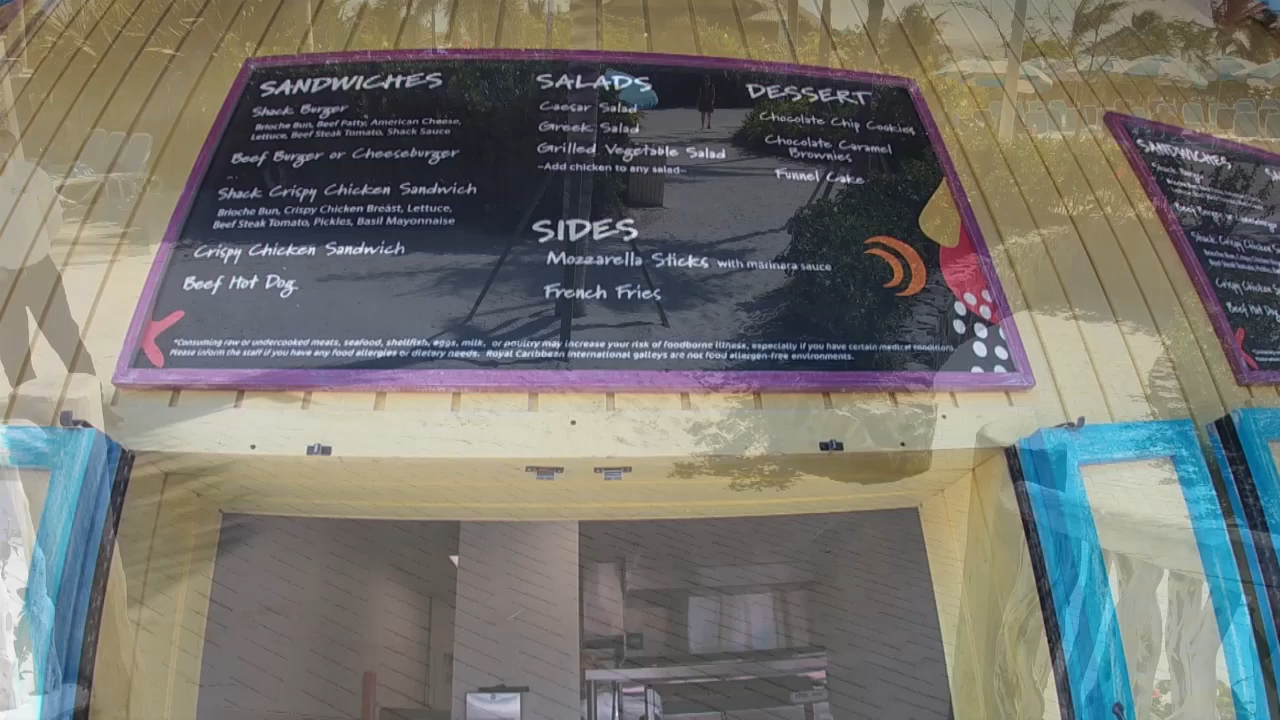 SANDWICHES
Shack Burger
Brioche Bun, Beef Patty, American Cheese,
Lettuce, Beef Steak Tomato, Shack Sauce
Beef Burger or Cheeseburger
Shack Crispy Chicken Sandwich
Brioche Bun, Crispy Chicken Breast, Lettuce,
Beef Steak Tomato, Pickles, Basil Mayonnaise
Crispy Chicken Sandwich
Beef Hot Dog
SALADS
Caesar Salad
Greek Salad
Grilled Vegetable Salad
~Add chicken to any salad~
SIDES
Mozzarella Sticks with marinara sauce
French Fries
DESSERT
Chocolate Chip Cookies
Chocolate Caramel
Brownies
Funnel Cake
*Consuming raw or undercooked meats, seafood, shellfish, eggs, milk, or poultry may increase your risk of foodborne illness, especially if you have certain medical conditions.
Please inform the staff if you have any food allergies or dietary needs. Royal Caribbean International galleys are not food allergen-free environments.
SANDWICHES
Shack Crispy Chicken
Crispy Chicken
Beef Hot Dog